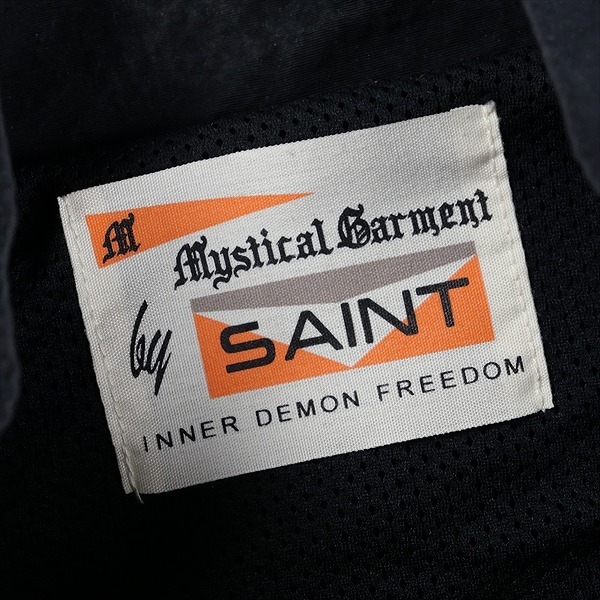 M
Mystical Garment
by
SAINT
INNER DEMON FREEDOM